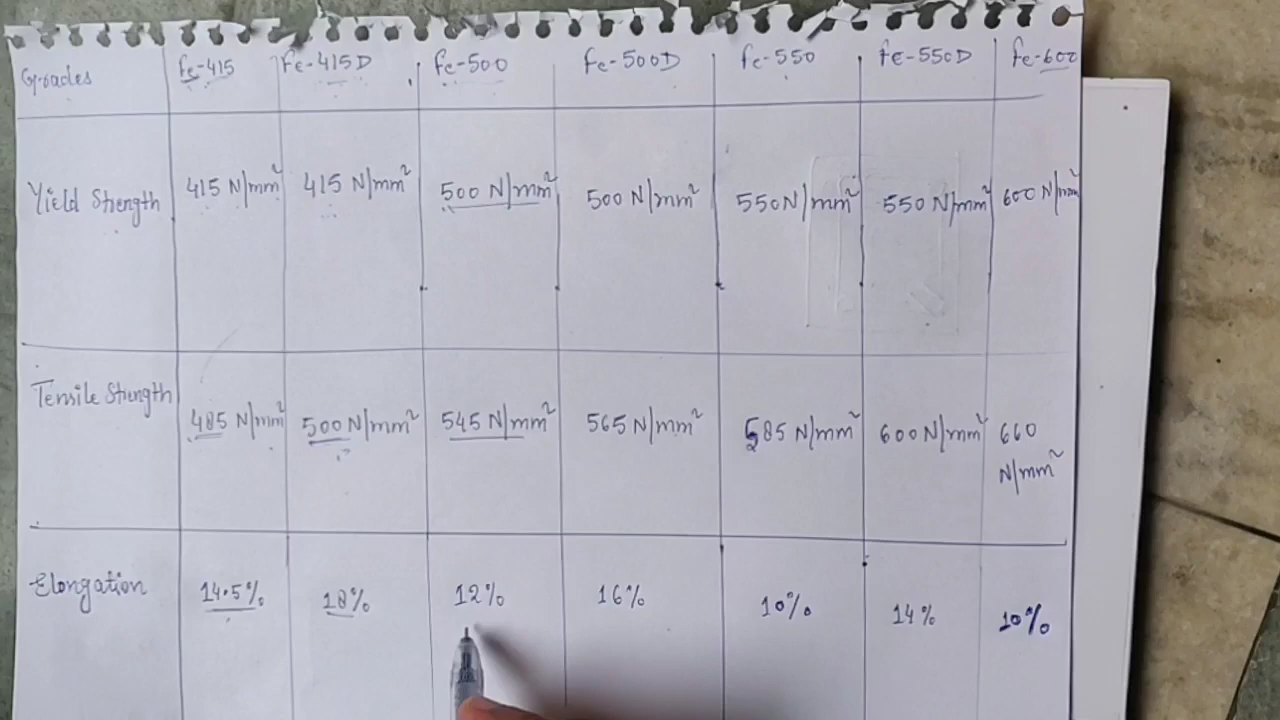 Grades Fe-415 Fe-415D Fe-500 Fe-500D Fe-550 Fe-550D Fe-600
Yield Strength 415 N/mm² 415 N/mm² 500 N/mm² 500 N/mm² 550 N/mm² 550 N/mm² 600 N/mm²
Tensile Strength 485 N/mm² 500 N/mm² 545 N/mm² 565 N/mm² 585 N/mm² 600 N/mm² 660
N/mm²
Elongation 14.5% 18% 12% 16% 10% 14% 10%